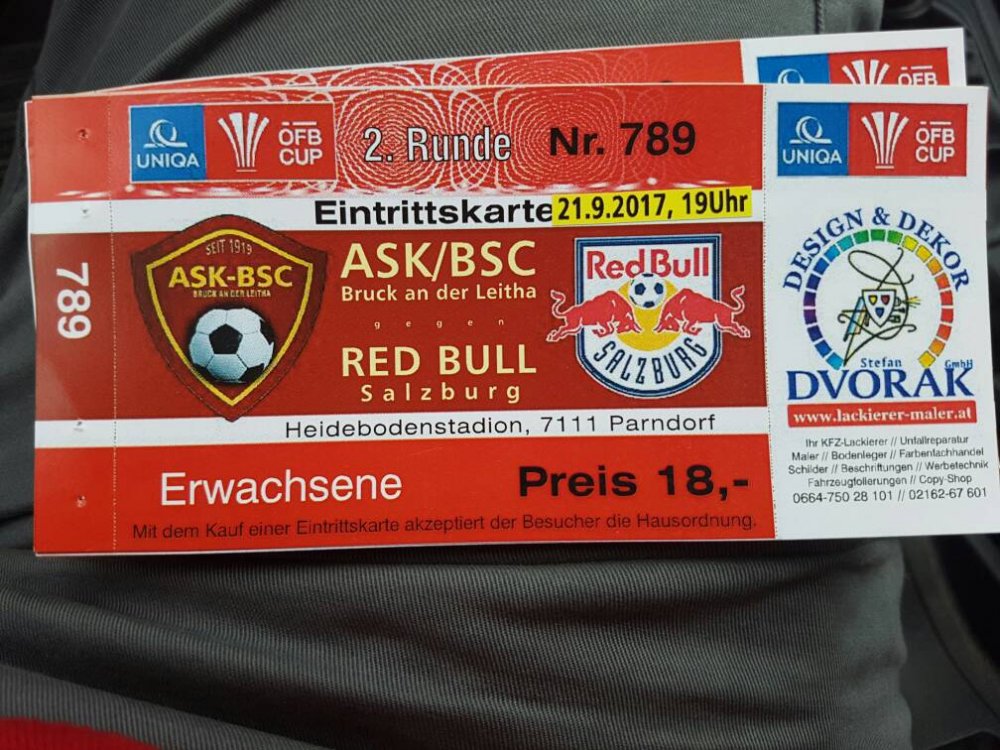 ÖFB
UNIQA
ÖFB
CUP
2. Runde
Nr. 789
UNIQA
ÖFB
CUP
Eintrittskarte 21.9.2017, 19Uhr
789
SEIT 1919
ASK-BSC
BRUCK AN DER LEITHA
ASK/BSC
Bruck an der Leitha
gegen
RED BULL
Salzburg
Red Bull
SALZBURG
Heidebodenstadion, 7111 Parndorf
Erwachsene
Preis 18,-
Mit dem Kauf einer Eintrittskarte akzeptiert der Besucher die Hausordnung.
DESIGN & DEKOR
Stefan GmbH
DVORAK
www.lackierer-maler.at
Ihr KFZ-Lackierer // Unfallreparatur
Maler // Bodenleger // Farbenfachhandel
Schilder // Beschriftungen // Werbetechnik
Fahrzeugfolierungen // Copy-Shop
0664-750 28 101 // 02162-67 601